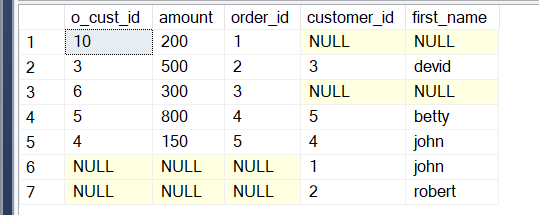 o_cust_id amount order_id customer_id first_name
1 10 200 1 NULL NULL
2 3 500 2 3 devid
3 6 300 3 NULL NULL
4 5 800 4 5 betty
5 4 150 5 4 john
6 NULL NULL NULL 1 john
7 NULL NULL NULL 2 robert